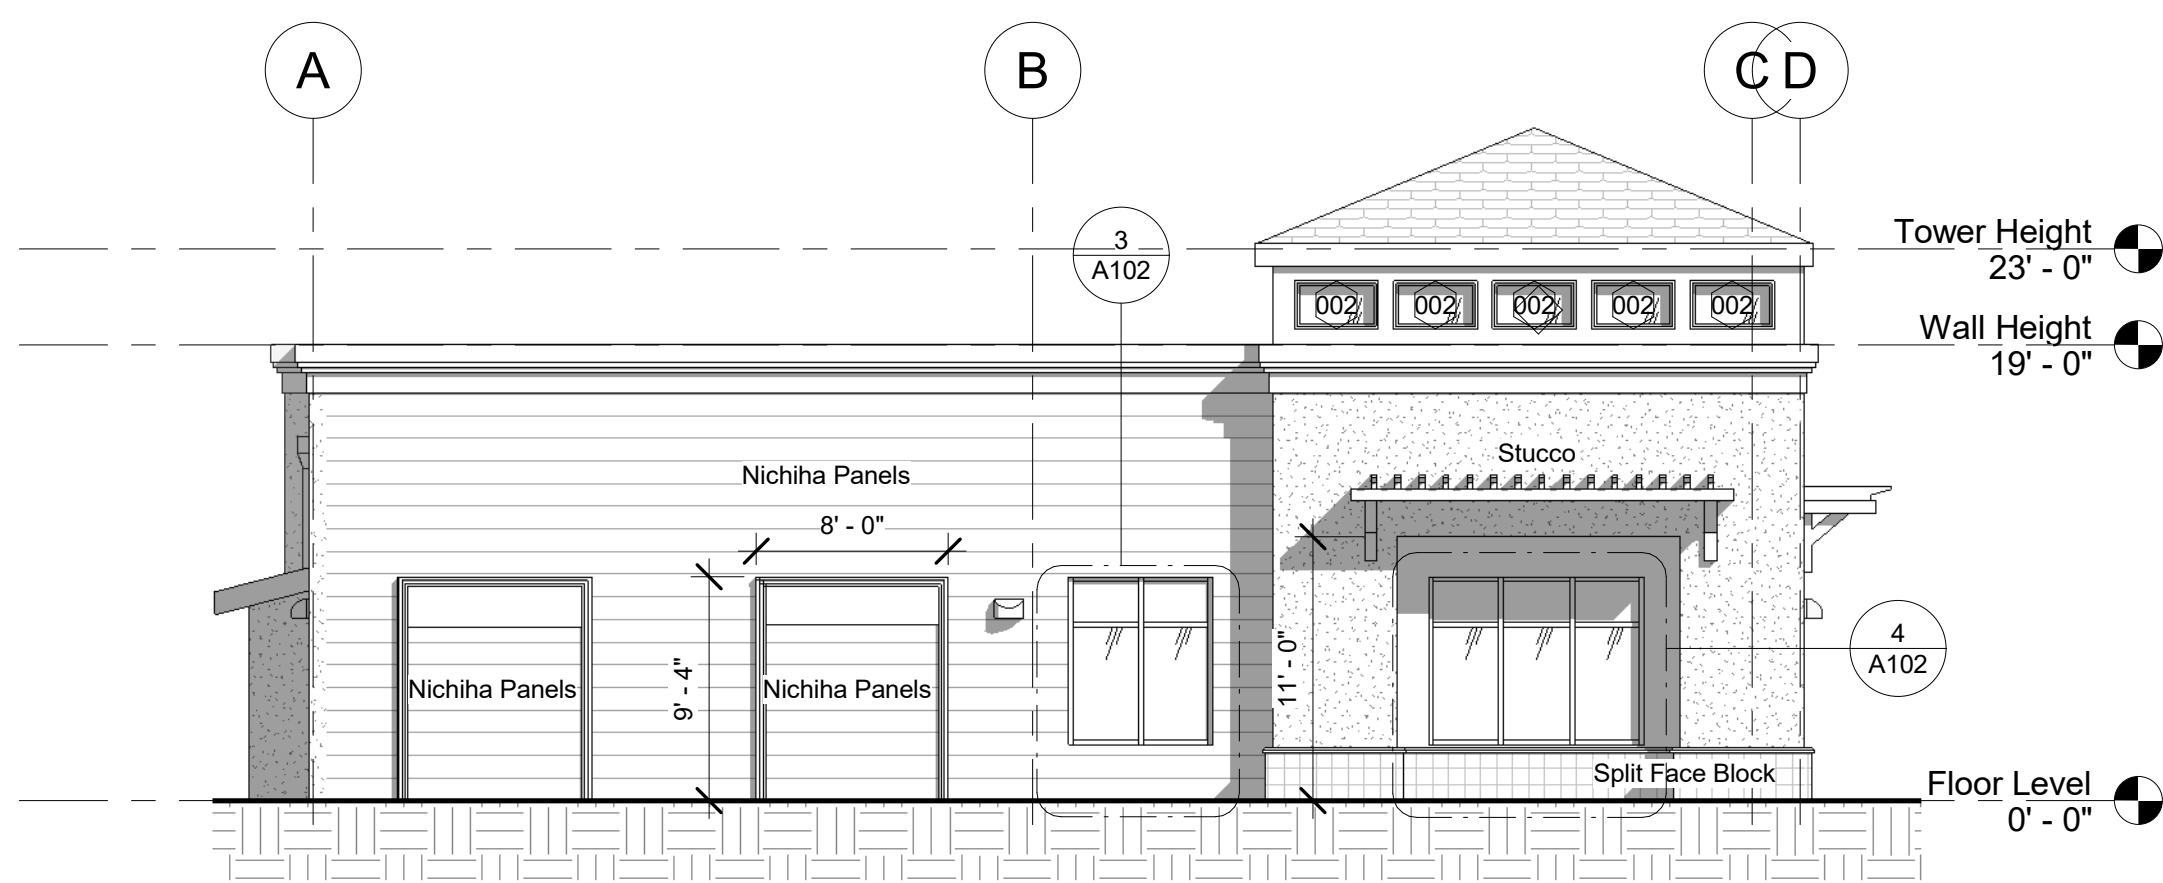 A
B
C D
3
A102
Tower Height
23' - 0"
002 002 002 002 002
Wall Height
19' - 0"
Stucco
Nichiha Panels
8' - 0"
9' - 4"
11' - 0"
4
A102
Nichiha Panels
Nichiha Panels
Split Face Block
Floor Level
0' - 0"